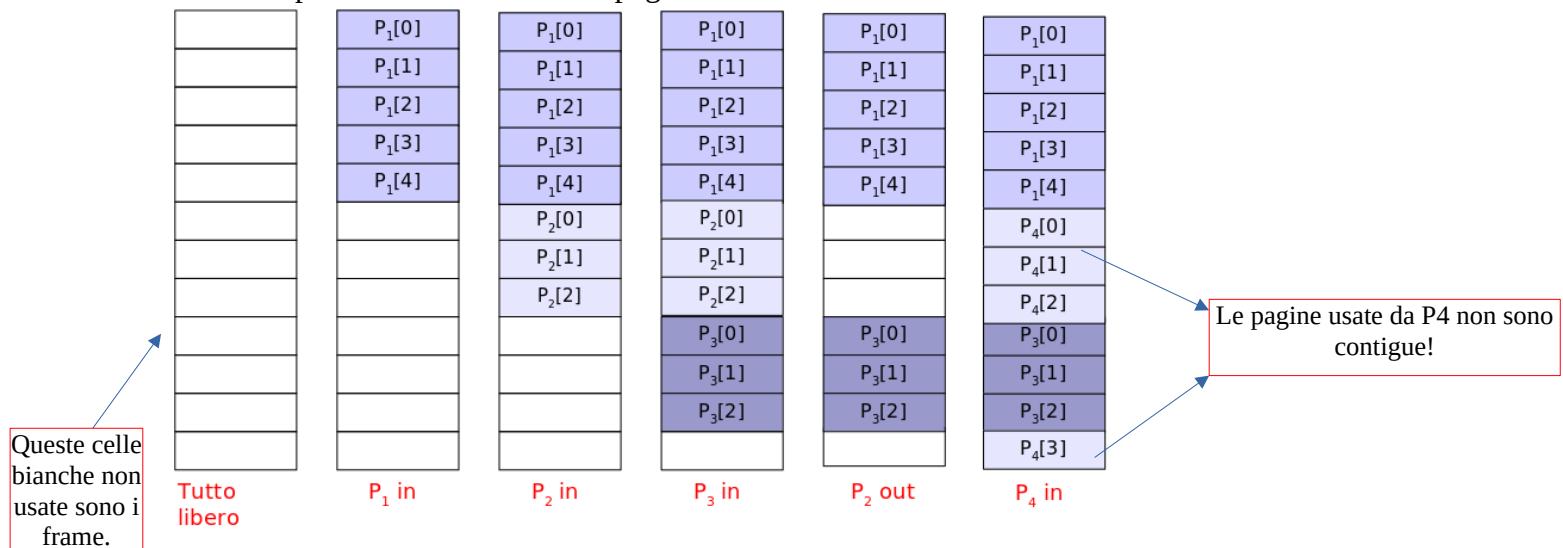 P1[0]
P1[1]
P1[2]
P1[3]
P1[4]
P1[0]
P1[1]
P1[2]
P1[3]
P1[4]
P2[0]
P2[1]
P2[2]
P1[0]
P1[1]
P1[2]
P1[3]
P1[4]
P2[0]
P2[1]
P2[2]
P3[0]
P3[1]
P3[2]
P1[0]
P1[1]
P1[2]
P1[3]
P1[4]
P3[0]
P3[1]
P3[2]
P1[0]
P1[1]
P1[2]
P1[3]
P1[4]
P4[0]
P4[1]
P4[2]
P3[0]
P3[1]
P3[2]
P4[3]
Le pagine usate da P4 non sono
contigue!
Queste celle
bianche non
usate sono i
frame.
Tutto
libero
P1 in
P2 in
P3 in
P2 out
P4 in